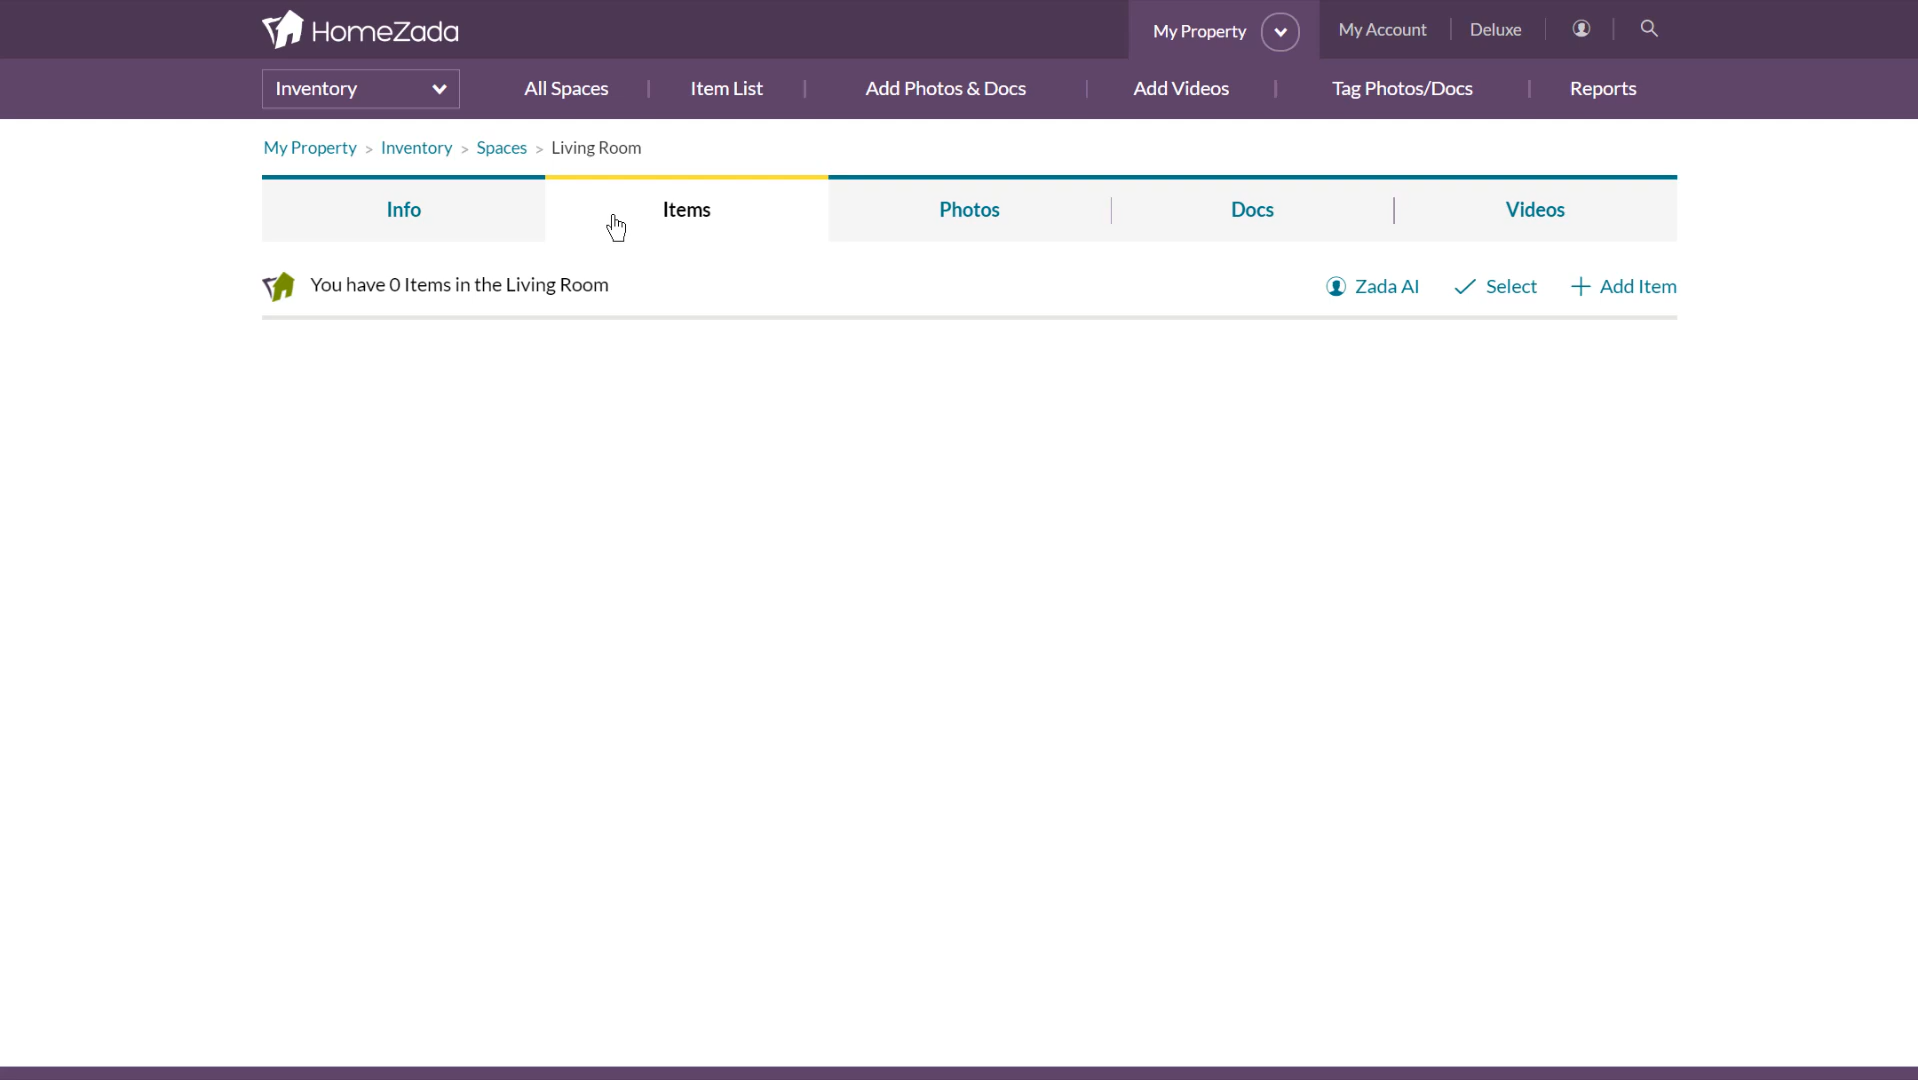 HomeZada
My Property My Account Deluxe
Inventory All Spaces Item List Add Photos & Docs Add Videos Tag Photos/Docs Reports
My Property > Inventory > Spaces > Living Room
Info Items Photos Docs Videos
You have 0 Items in the Living Room Zada AI Select Add Item